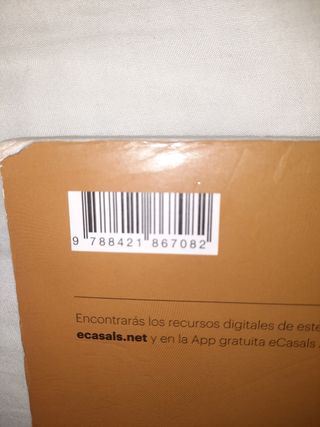 9 788421 867082
Encontrarás los recursos digitales de este
ecasals.net y en la App gratuita eCasals